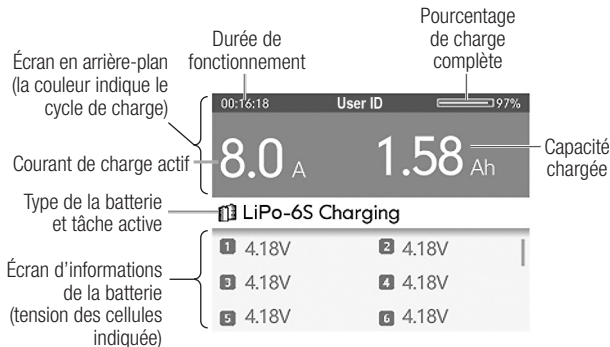 Pourcentage
de charge
complète
Durée de
fonctionnement
Écran en arrière-plan
(la couleur indique le
cycle de charge)
00:16:18 User ID 97%
Courant de charge actif
8.0 A 1.58 Ah
Capacité
chargée
Type de la batterie
et tâche active
LiPo-6S Charging
Écran d'informations
de la batterie
(tension des cellules
indiquée)
1 4.18V 2 4.18V
3 4.18V 4 4.18V
5 4.18V 6 4.18V